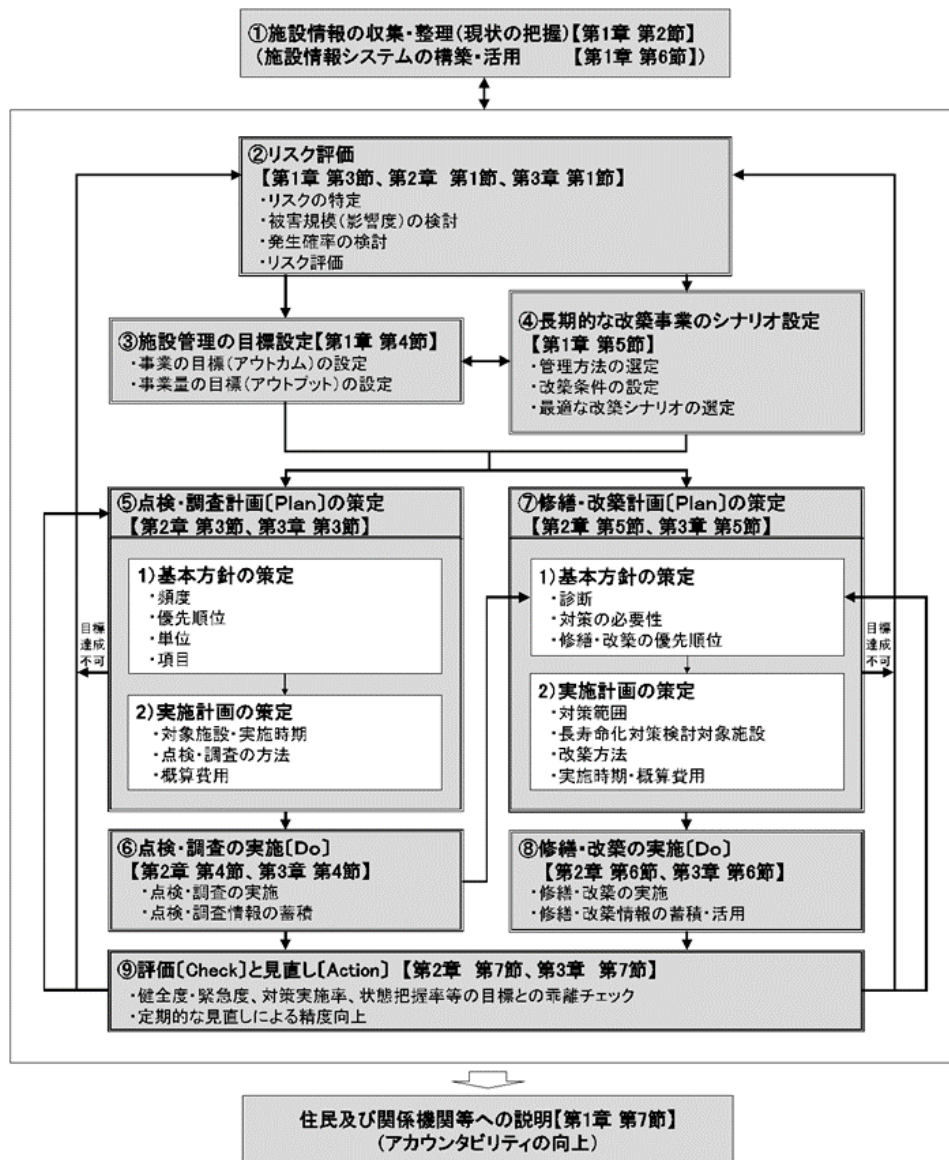 ①施設情報の収集・整理(現状の把握)【第1章 第2節】
(施設情報システムの構築・活用　　【第1章 第6節】)
②リスク評価
【第1章 第3節、第2章　第1節、第3章 第1節】
・リスクの特定
・被害規模(影響度)の検討
・発生確率の検討
・リスク評価
③施設管理の目標設定【第1章 第4節】
・事業の目標(アウトカム)の設定
・事業量の目標(アウトプット)の設定
④長期的な改築事業のシナリオ設定
【第1章 第5節】
・管理方法の選定
・改築条件の設定
・最適な改築シナリオの選定
⑤点検・調査計画〔Plan〕の策定
【第2章 第3節、第3章 第3節】
1)基本方針の策定
・頻度
・優先順位
・単位
・項目
2)実施計画の策定
・対象施設・実施時期
・点検・調査の方法
・概算費用
目標
達成
不可
⑦修繕・改築計画〔Plan〕の策定
【第2章 第5節、第3章 第5節】
1)基本方針の策定
・診断
・対策の必要性
・修繕・改築の優先順位
2)実施計画の策定
・対策範囲
・長寿命化対策検討対象施設
・改築方法
・実施時期・概算費用
目標
達成
不可
⑥点検・調査の実施〔Do〕
【第2章 第4節、第3章 第4節】
・点検・調査の実施
・点検・調査情報の蓄積
⑧修繕・改築の実施〔Do〕
【第2章 第6節、第3章 第6節】
・修繕・改築の実施
・修繕・改築情報の蓄積・活用
⑨評価〔Check〕と見直し〔Action〕【第2章　第7節、第3章　第7節】
・健全度・緊急度、対策実施率、状態把握率等の目標との乖離チェック
・定期的な見直しによる精度向上
住民及び関係機関等への説明【第1章 第7節】
(アカウンタビリティの向上)